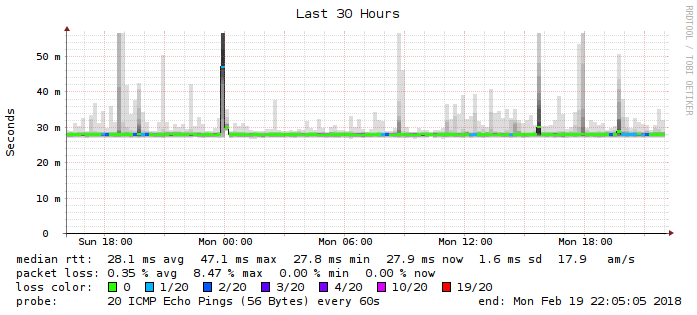 Last 30 Hours
RRDTOOL / TOBI OETIKER
Seconds
50 m
40 m
30 m
20 m
10 m
0
Sun 18:00 Mon 00:00 Mon 06:00 Mon 12:00 Mon 18:00
median rtt: 28.1 ms avg 47.1 ms max 27.8 ms min 27.9 ms now 1.6 ms sd 17.9 am/s
packet loss: 0.35 % avg 8.47 % max 0.00 % min 0.00 % now
loss color: 0 1/20 2/20 3/20 4/20 10/20 19/20
probe: 20 ICMP Echo Pings (56 Bytes) every 60s end: Mon Feb 19 22:05:05 2018